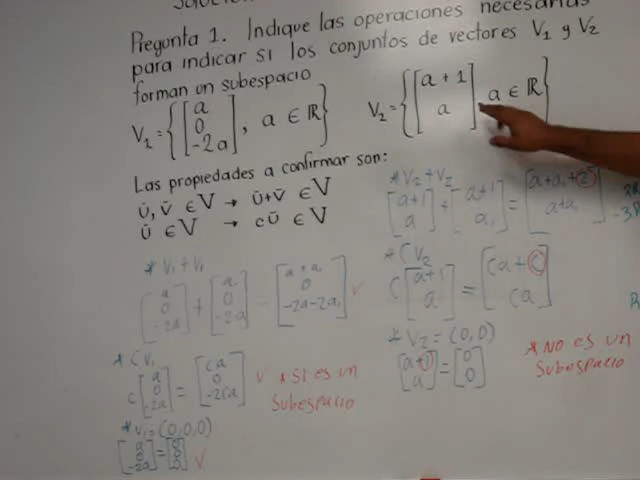 Pregunta 1. Indique las operaciones necesarias
para indicar si los conjuntos de vectores V₁ y V₂
forman un subespacio
V₁ = { [a 0 -2a], a ∈ ℝ }
V₂ = { [a + 1 a] a ∈ ℝ }
Las propiedades a confirmar son:
ū, v̄ ∈ V → ū+v̄ ∈ V
ū ∈ V → cū ∈ V
* V₁ + V₁
[a 0 -2a] + [a 0 -2a] = [a + a₁ 0 -2a-2a₁] √
* CV₁
c [a 0 -2a] = [ca 0 -2ca] √ * SI es un
Subespacio
* V₁ = (0,0,0)
[a 0 -2a] = [0 0 0] √
* V₂ + V₂
[a+1 a] + [a₁+1 a₁] = [a+a₁+2 a+a₁]
* CV₂
C [a+1 a] = [ca+c ca]
* V₂ = (0,0)
[a+1 a] = [0 0] * NO es un
Subespacio